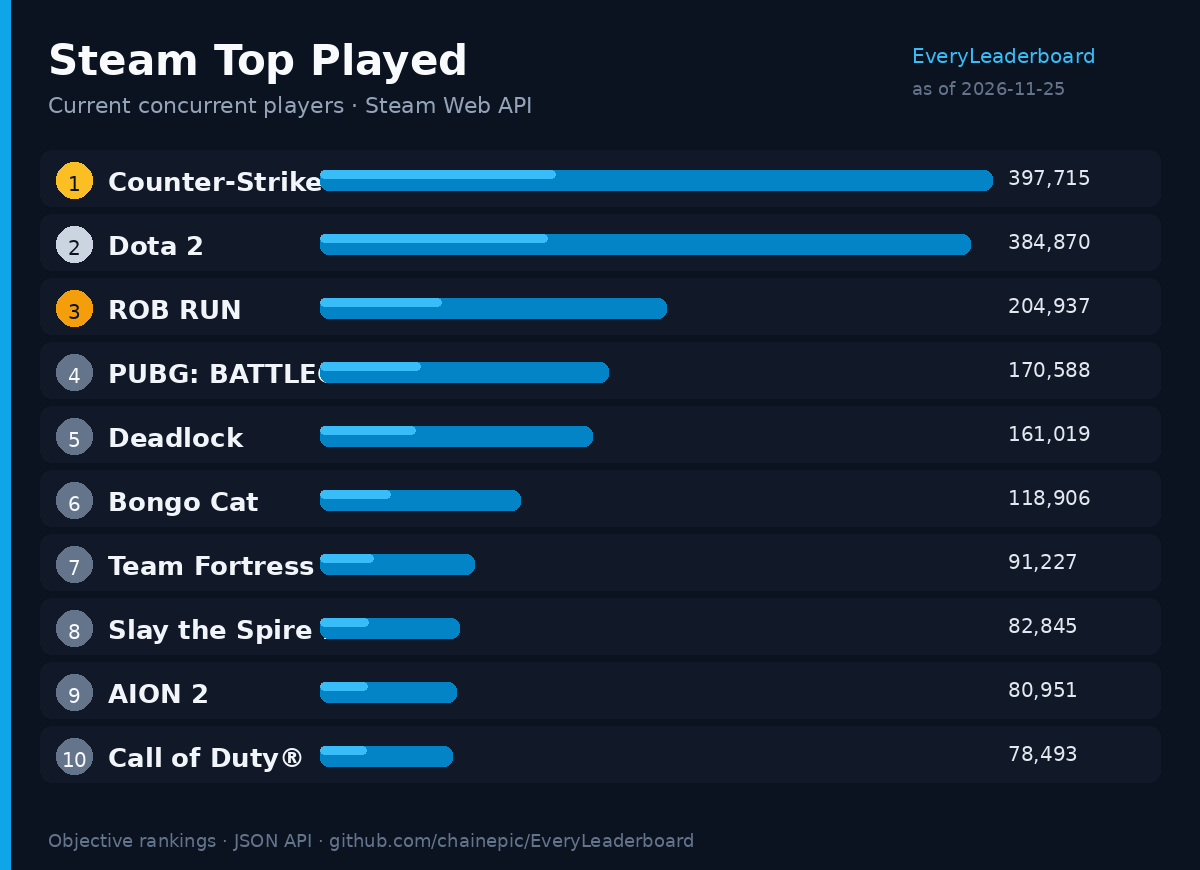 Steam Top Played
EveryLeaderboard
Current concurrent players · Steam Web API
as of 2026-11-25
1 Counter-Strike 397,715
2 Dota 2 384,870
3 ROB RUN 204,937
4 PUBG: BATTLE 170,588
5 Deadlock 161,019
6 Bongo Cat 118,906
7 Team Fortress 91,227
8 Slay the Spire 82,845
9 AION 2 80,951
10 Call of Duty® 78,493
Objective rankings · JSON API · github.com/chainepic/EveryLeaderboard